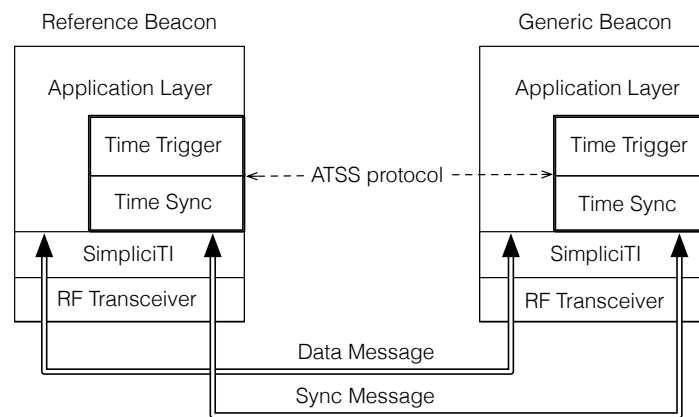 Reference Beacon
Generic Beacon
Application Layer
Application Layer
Time Trigger
Time Trigger
ATSS protocol
Time Sync
Time Sync
SimpliciTI
SimpliciTI
RF Transceiver
RF Transceiver
Data Message
Sync Message